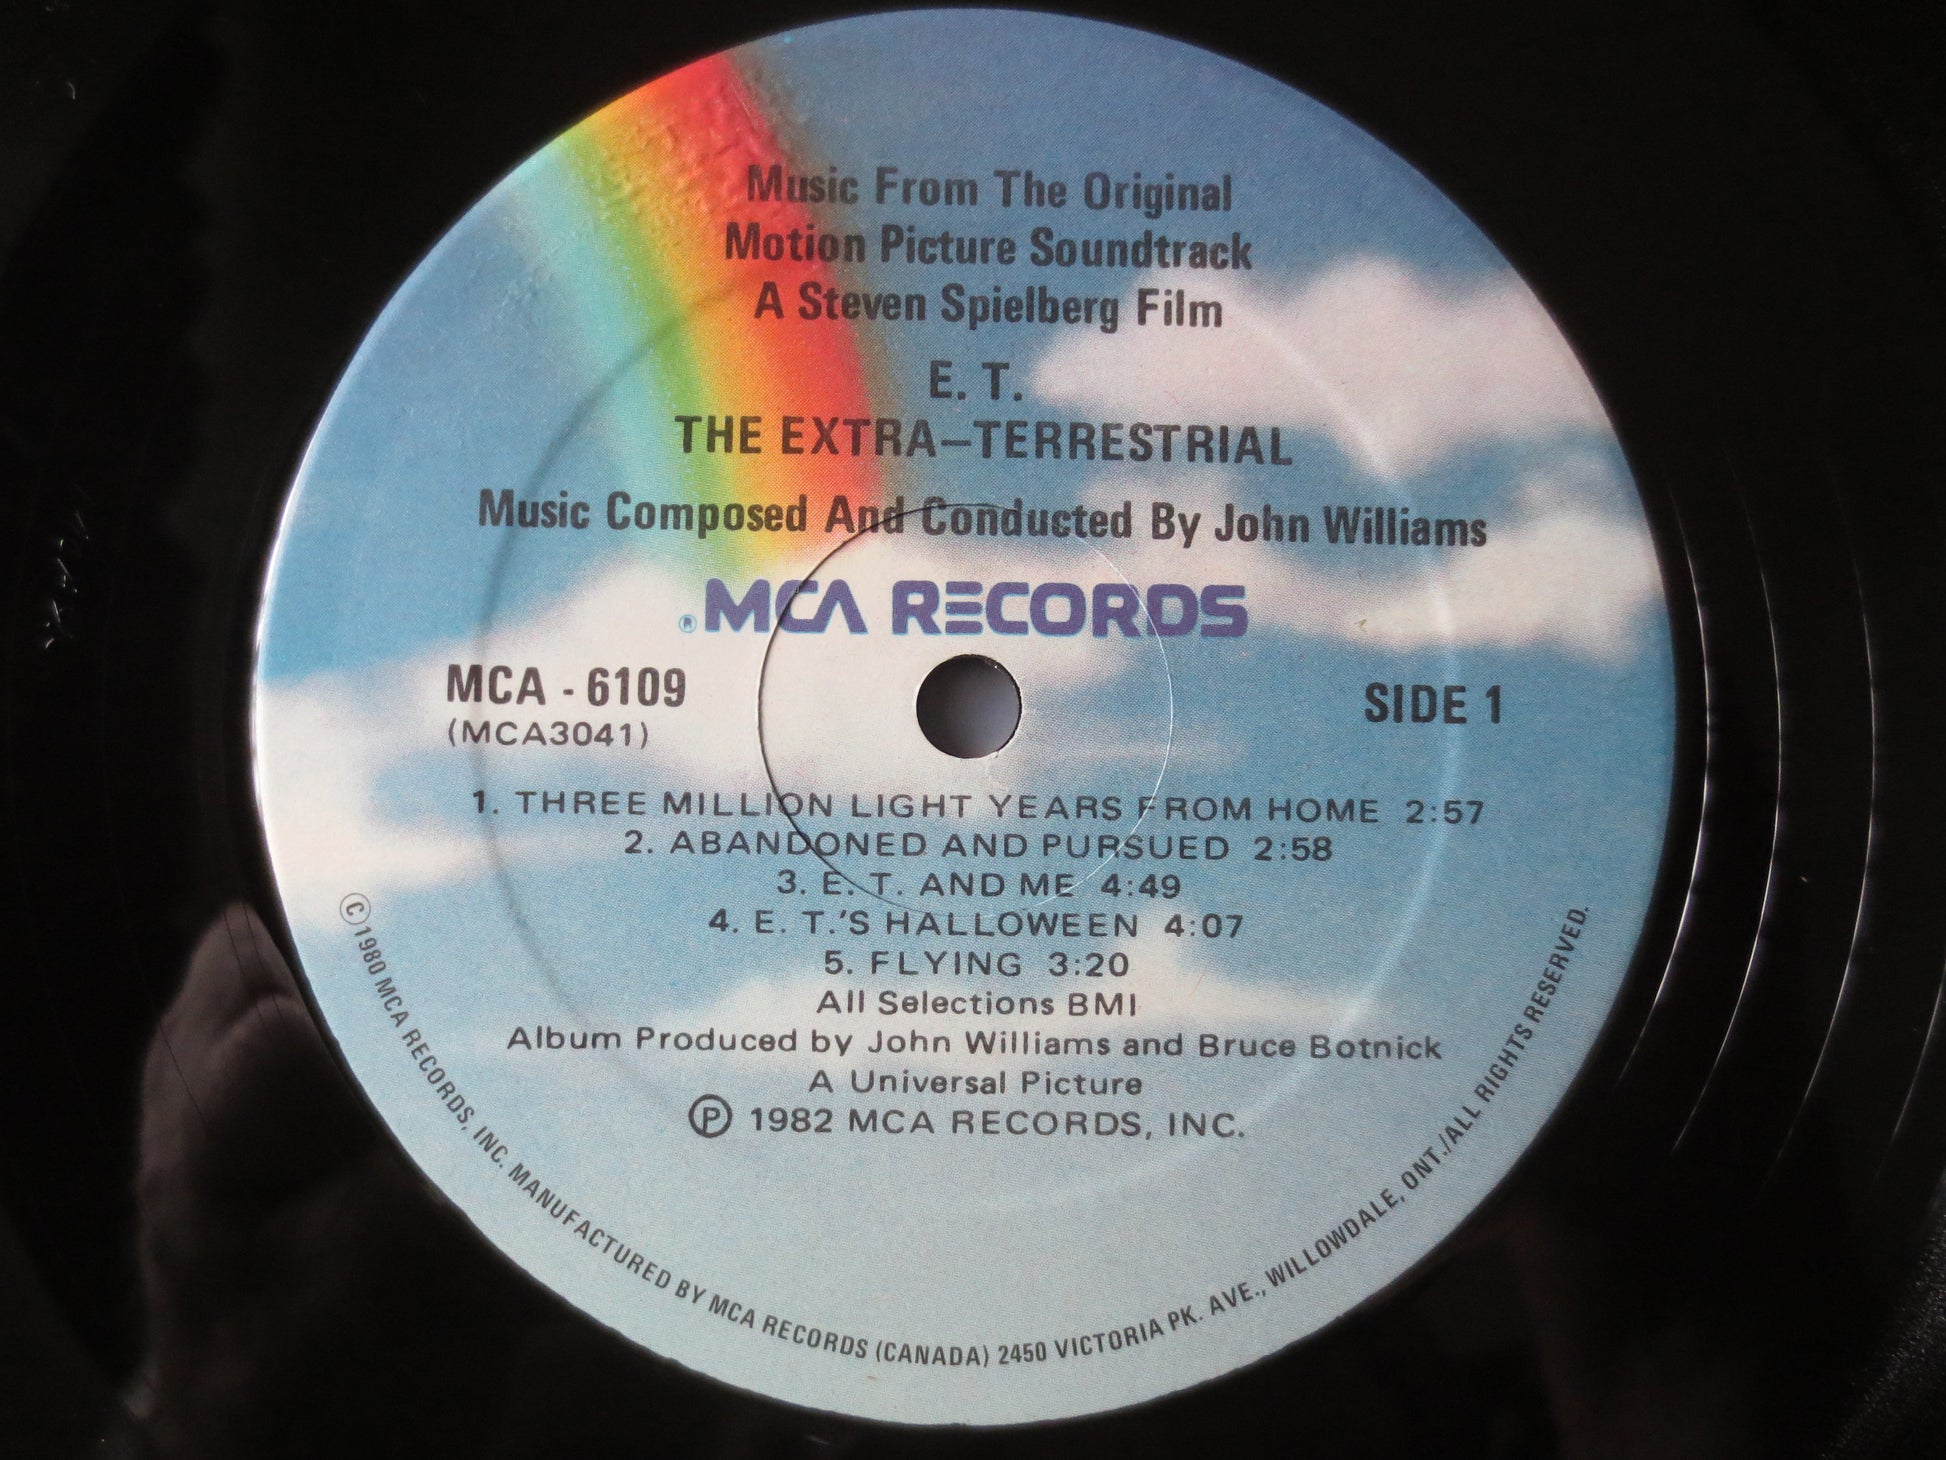 Music From The Original
Motion Picture Soundtrack
A Steven Spielberg Film
E. T.
THE EXTRA–TERRESTRIAL
Music Composed And Conducted By John Williams
®MCA RECORDS
MCA - 6109
(MCA3041)
SIDE 1
1. THREE MILLION LIGHT YEARS FROM HOME 2:57
2. ABANDONED AND PURSUED 2:58
3. E. T. AND ME 4:49
4. E. T.'S HALLOWEEN 4:07
5. FLYING 3:20
All Selections BMI
Album Produced by John Williams and Bruce Botnick
A Universal Picture
Ⓟ 1982 MCA RECORDS, INC.
©1980 MCA RECORDS, INC. MANUFACTURED BY MCA RECORDS (CANADA) 2450 VICTORIA PK. AVE., WILLOWDALE, ONT./ALL RIGHTS RESERVED.